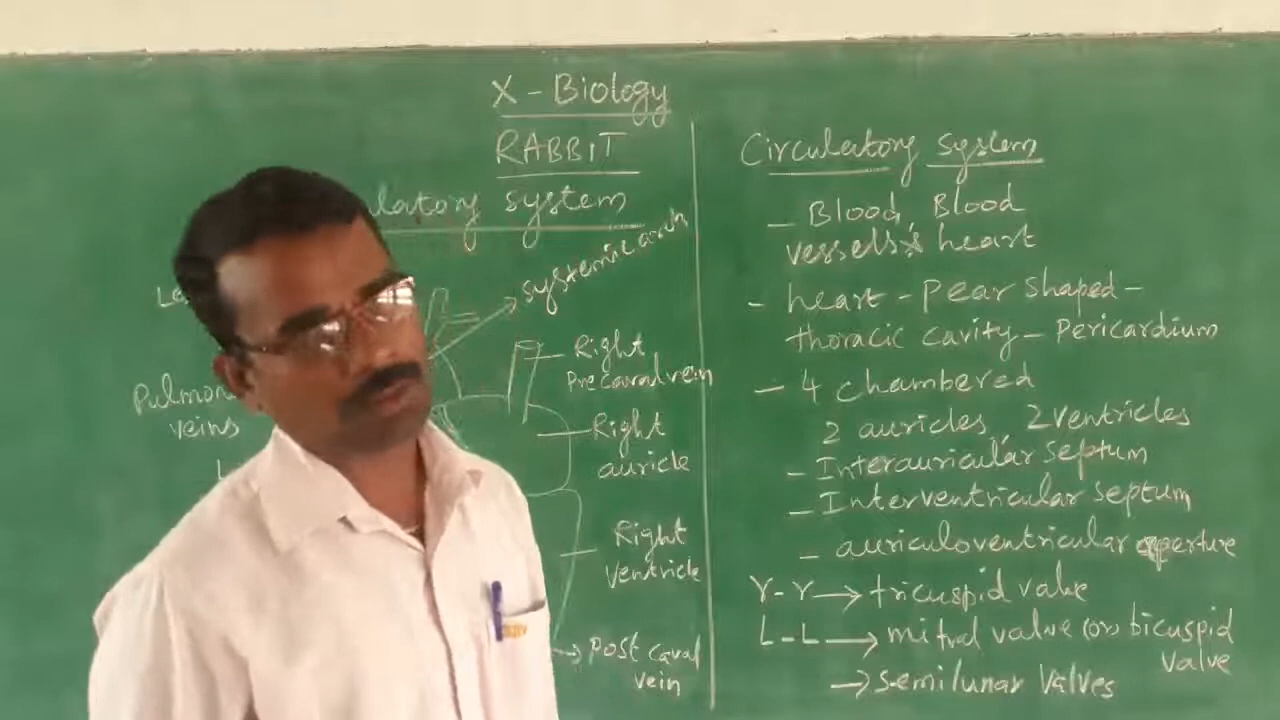 X - Biology
RABBIT
latory system
systemic arch
Right
Precaval vein
Pulmon
veins
Right
auricle
Right
Ventricle
Post caval
vein
Circulatory system
- Blood, Blood
vessels & heart
- heart - Pear shaped -
thoracic cavity - Pericardium
- 4 chambered
2 auricles 2 ventricles
- Interauricular septum
- Interventricular septum
- auriculoventricular aperture
r - r → tricuspid valve
L - L → mitral valve (or) bicuspid
valve
→ semilunar valves